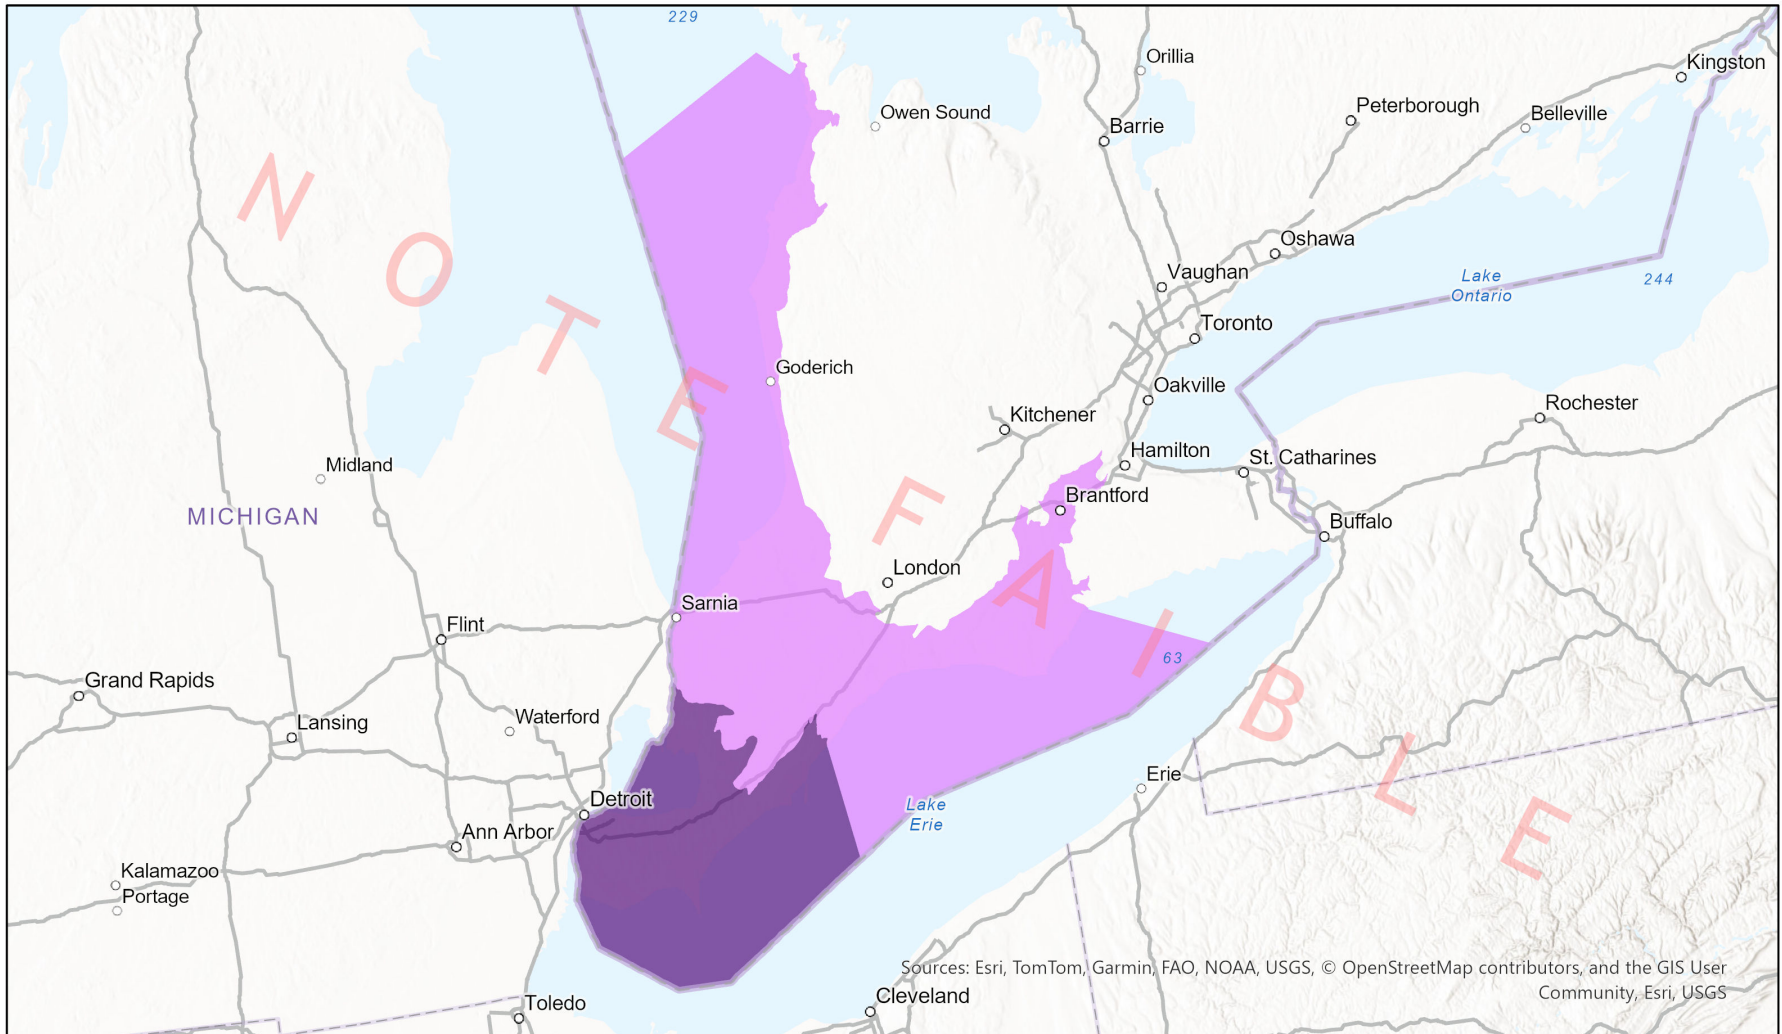 229
Orillia
Kingston
Owen Sound
Peterborough
Belleville
Barrie
NOT
E
FAIBLE
Oshawa
Vaughan
Lake
Ontario
244
Toronto
Goderich
Oakville
Kitchener
Rochester
Hamilton
St. Catharines
Midland
Brantford
MICHIGAN
Buffalo
London
Sarnia
Flint
63
Grand Rapids
Lansing
Waterford
Erie
Detroit
Lake
Erie
Ann Arbor
Kalamazoo
Portage
Sources: Esri, TomTom, Garmin, FAO, NOAA, USGS, © OpenStreetMap contributors, and the GIS User
Community, Esri, USGS
Cleveland
Toledo